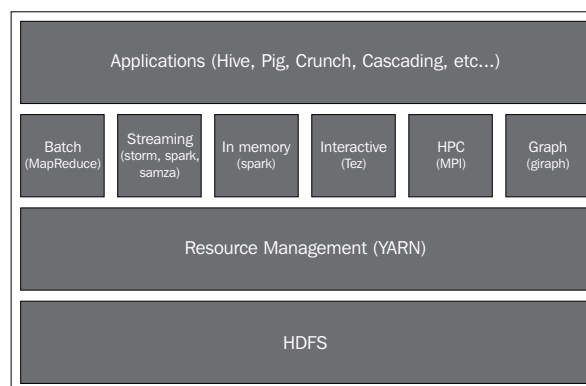 Applications (Hive, Pig, Crunch, Cascading, etc...)
Batch
(MapReduce)
Streaming
(storm, spark,
samza)
In memory
(spark)
Interactive
(Tez)
HPC
(MPI)
Graph
(giraph)
Resource Management (YARN)
HDFS